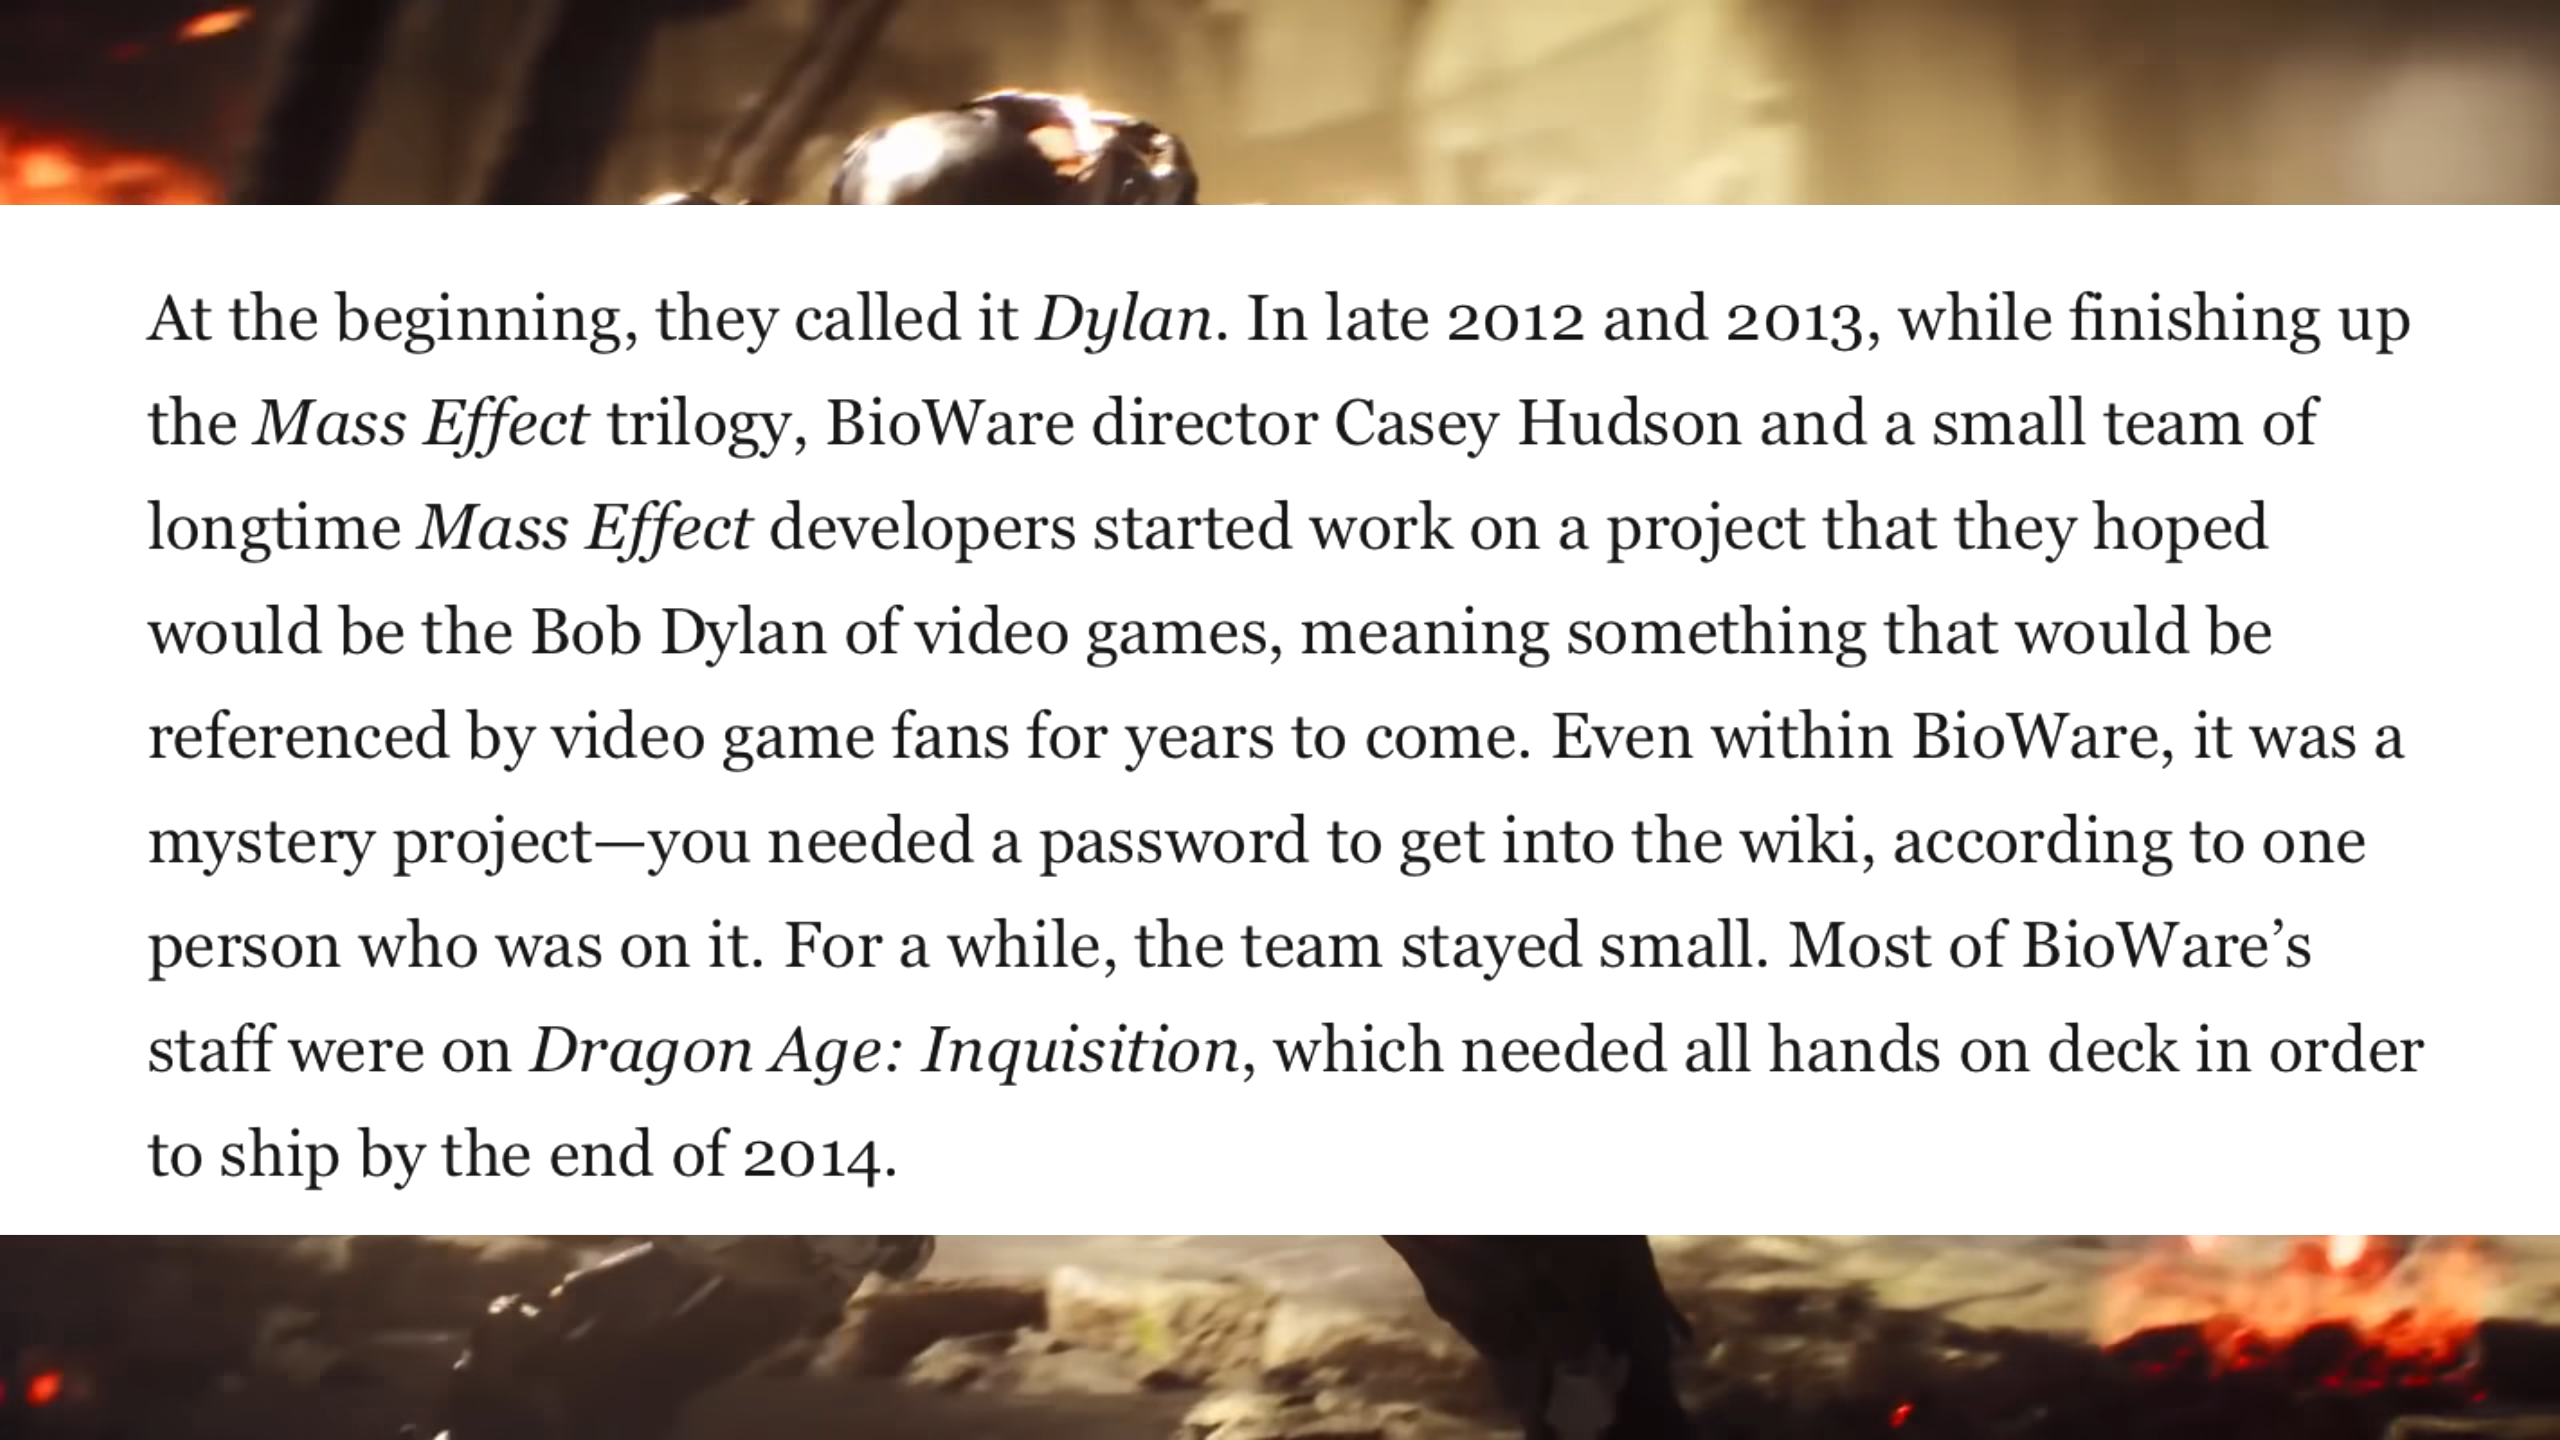 At the beginning, they called it Dylan. In late 2012 and 2013, while finishing up
the Mass Effect trilogy, BioWare director Casey Hudson and a small team of
longtime Mass Effect developers started work on a project that they hoped
would be the Bob Dylan of video games, meaning something that would be
referenced by video game fans for years to come. Even within BioWare, it was a
mystery project—you needed a password to get into the wiki, according to one
person who was on it. For a while, the team stayed small. Most of BioWare’s
staff were on Dragon Age: Inquisition, which needed all hands on deck in order
to ship by the end of 2014.